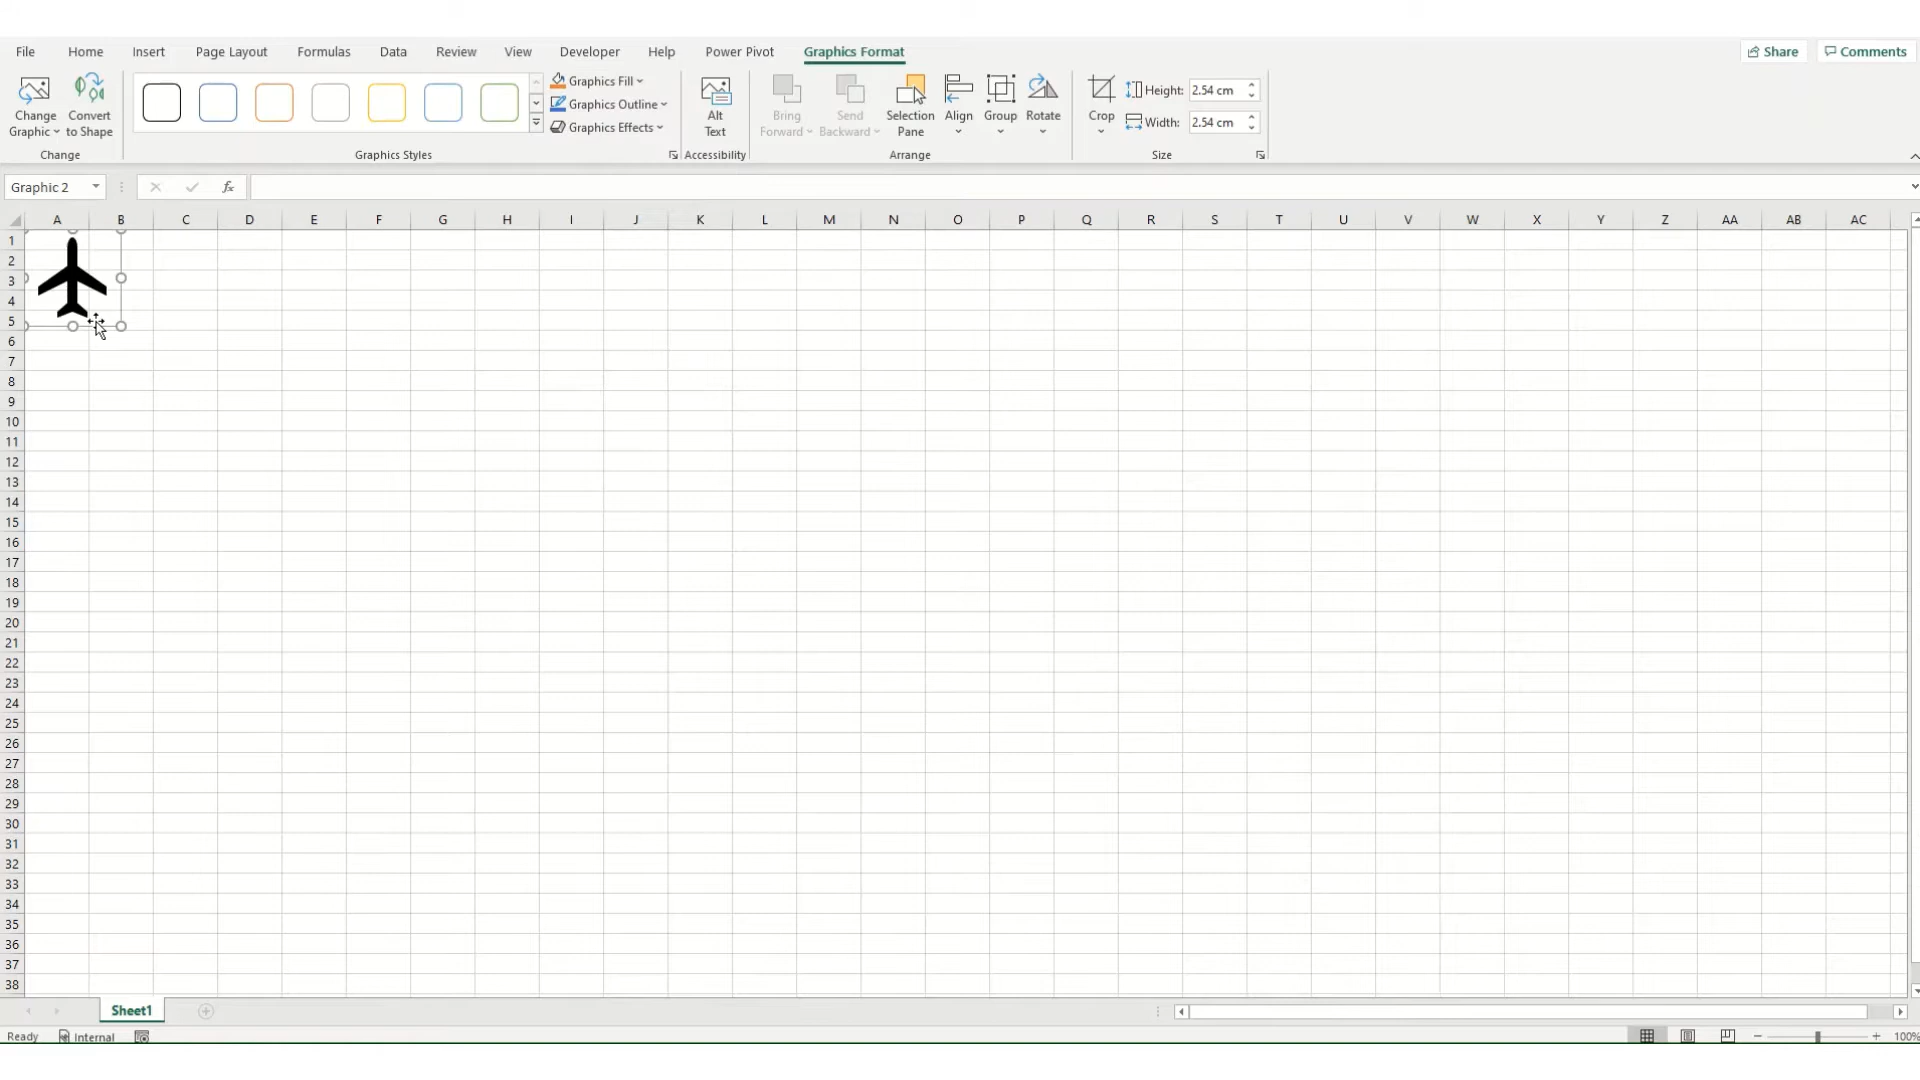 File Home Insert Page Layout Formulas Data Review View Developer Help Power Pivot Graphics Format Share Comments
Change Graphic
Convert to Shape
Change
Graphics Fill
Graphics Outline
Graphics Effects
Graphics Styles
Alt Text
Accessibility
Bring Forward
Send Backward
Selection Pane
Align
Group
Rotate
Arrange
Crop
Height: 2.54 cm
Width: 2.54 cm
Size
Graphic 2
fx
A B C D E F G H I J K L M N O P Q R S T U V W X Y Z AA AB AC
1
2
3
4
5
6
7
8
9
10
11
12
13
14
15
16
17
18
19
20
21
22
23
24
25
26
27
28
29
30
31
32
33
34
35
36
37
38
Sheet1
Ready Internal 100%